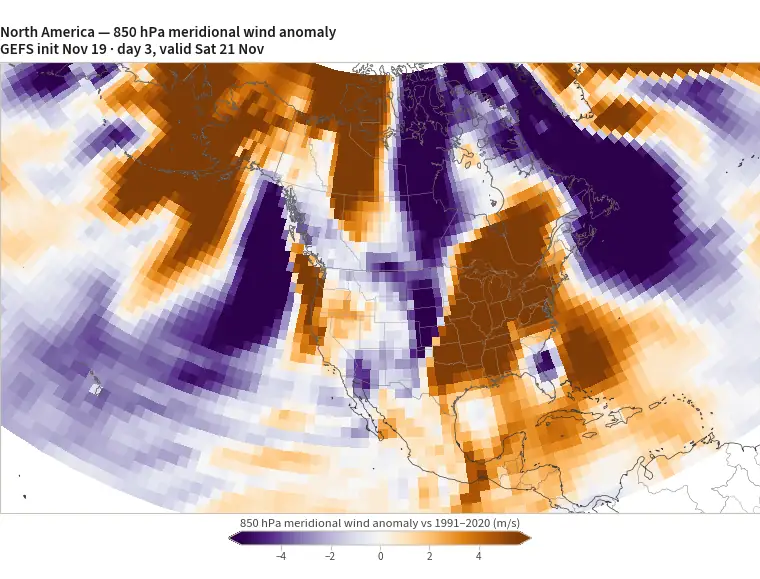 North America — 850 hPa meridional wind anomaly
GEFS init Nov 19 · day 3, valid Sat 21 Nov
850 hPa meridional wind anomaly vs 1991–2020 (m/s)
−4 −2 0 2 4